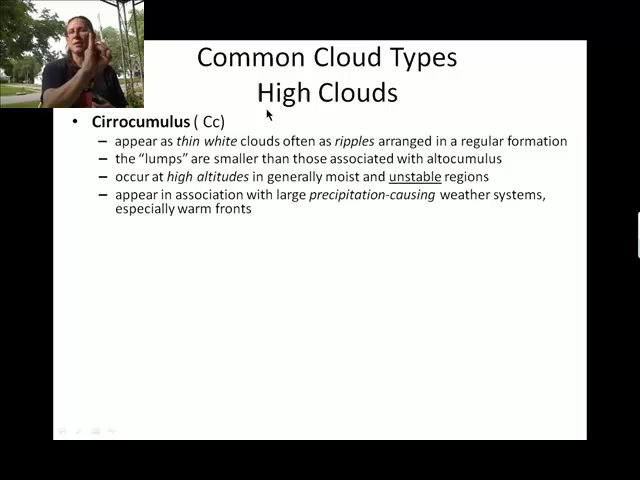 Common Cloud Types
High Clouds
• Cirrocumulus ( Cc)
– appear as thin white clouds often as ripples arranged in a regular formation
– the “lumps” are smaller than those associated with altocumulus
– occur at high altitudes in generally moist and unstable regions
– appear in association with large precipitation-causing weather systems,
especially warm fronts